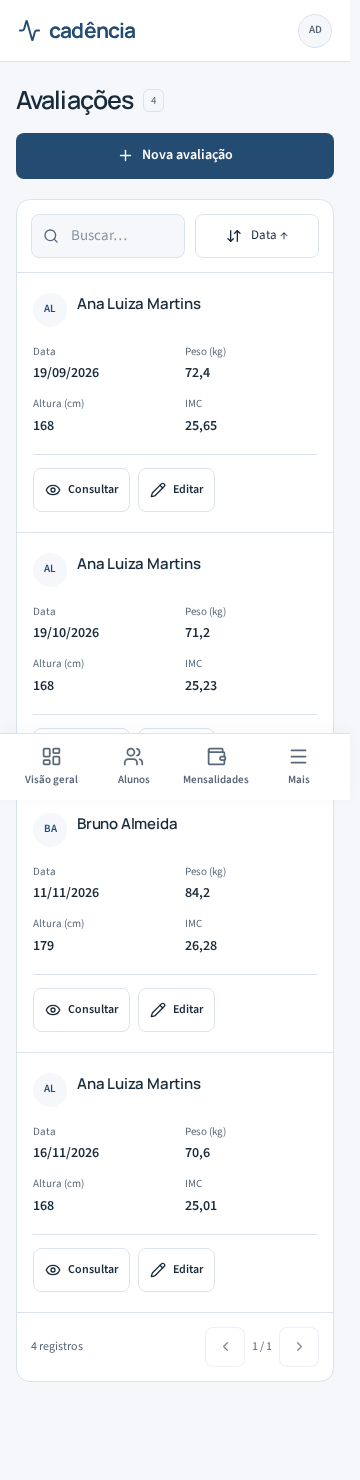 cadência
AD
Avaliações 4
Nova avaliação
Buscar...
Data ↑
AL Ana Luiza Martins
Data Peso (kg)
19/09/2026 72,4
Altura (cm) IMC
168 25,65
Consultar Editar
AL Ana Luiza Martins
Data Peso (kg)
19/10/2026 71,2
Altura (cm) IMC
168 25,23
Visão geral Alunos Mensalidades Mais
BA Bruno Almeida
Data Peso (kg)
11/11/2026 84,2
Altura (cm) IMC
179 26,28
Consultar Editar
AL Ana Luiza Martins
Data Peso (kg)
16/11/2026 70,6
Altura (cm) IMC
168 25,01
Consultar Editar
4 registros 1 / 1